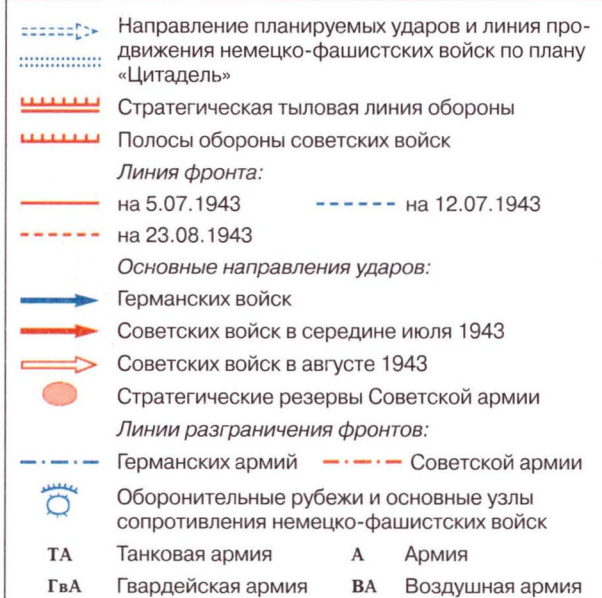 Направление планируемых ударов и линия про-
движения немецко-фашистских войск по плану
«Цитадель»
Стратегическая тыловая линия обороны
Полосы обороны советских войск
Линия фронта:
на 5.07.1943 на 12.07.1943
на 23.08.1943
Основные направления ударов:
Германских войск
Советских войск в середине июля 1943
Советских войск в августе 1943
Стратегические резервы Советской армии
Линии разграничения фронтов:
Германских армий Советской армии
Оборонительные рубежи и основные узлы
сопротивления немецко-фашистских войск
ТА Танковая армия А Армия
ГвА Гвардейская армия ВА Воздушная армия